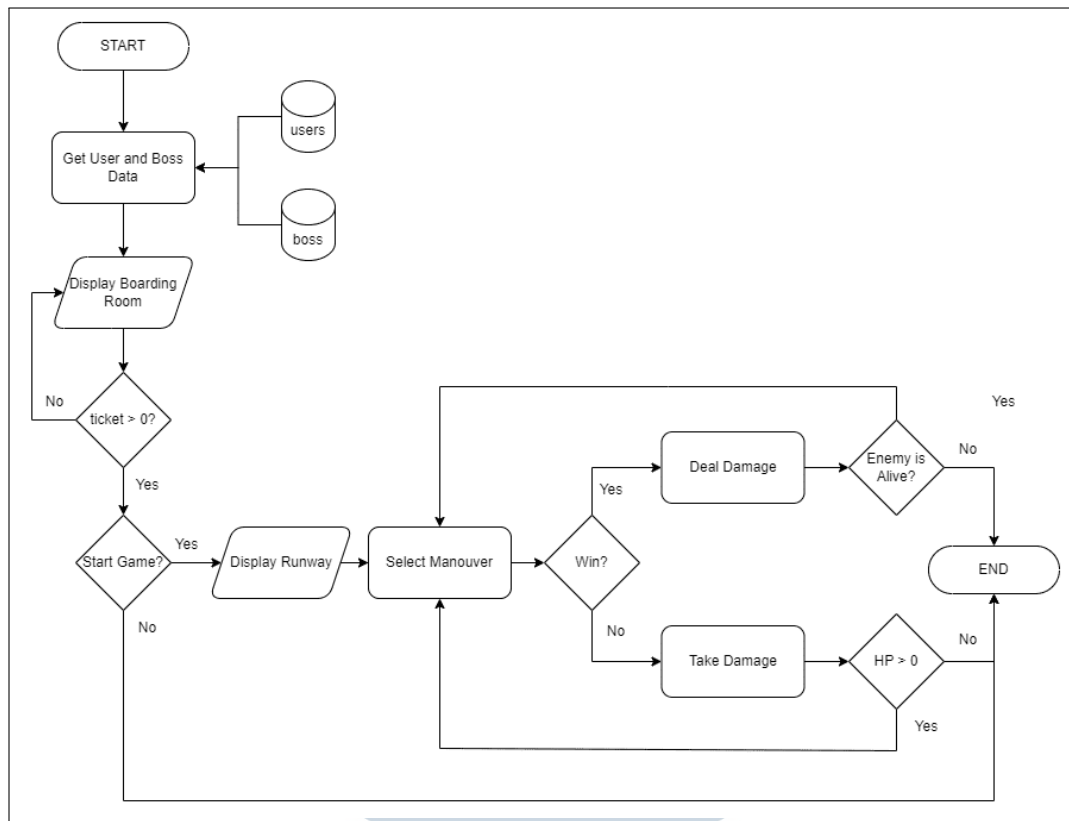 START
users
Get User and Boss
Data
boss
Display Boarding
Room
No
ticket > 0?
Yes
Start Game?
Yes
No
Display Runway
Select Manouver
Win?
Yes
No
Deal Damage
Enemy is
Alive?
Yes
No
Take Damage
HP > 0
No
Yes
END